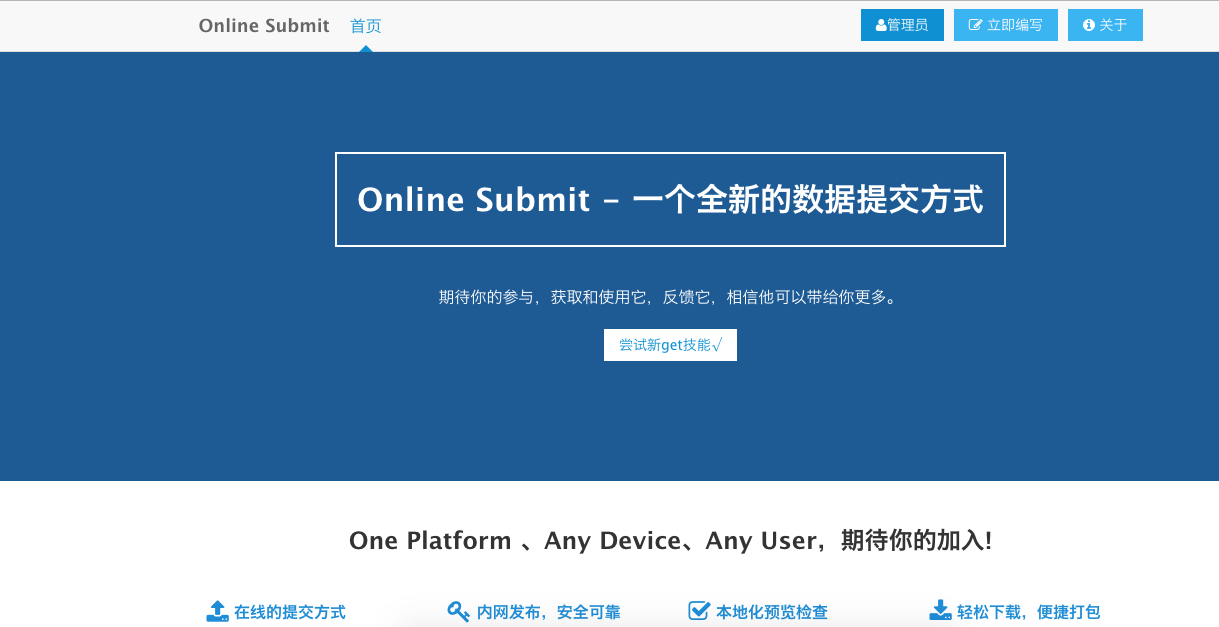 Online Submit 首页 管理员 立即编写 关于
Online Submit - 一个全新的数据提交方式
期待你的参与，获取和使用它，反馈它，相信他可以带给你更多。
尝试新get技能√
One Platform 、Any Device、Any User，期待你的加入!
在线的提交方式 内网发布，安全可靠 本地化预览检查 轻松下载，便捷打包